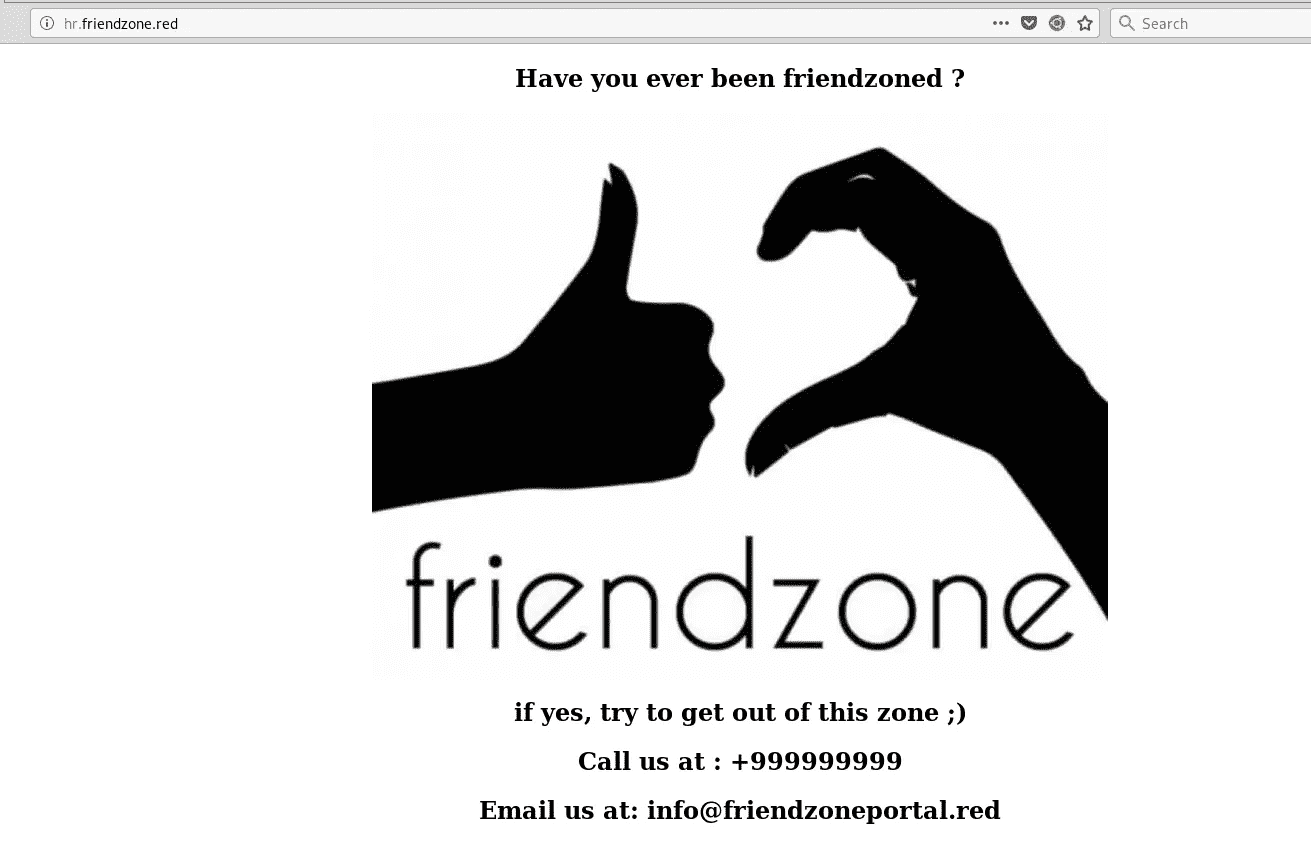 hr.friendzone.red
Search
Have you ever been friendzoned ?
friendzone
if yes, try to get out of this zone ;)
Call us at : +999999999
Email us at: info@friendzoneportal.red